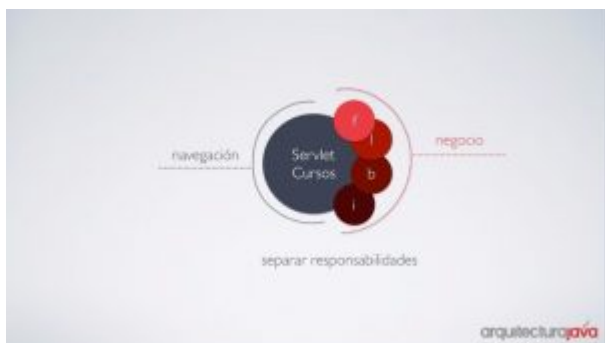 f
l
negocio
navegación
Servlet
Cursos
b
i
separar responsabilidades
arquitecturajava